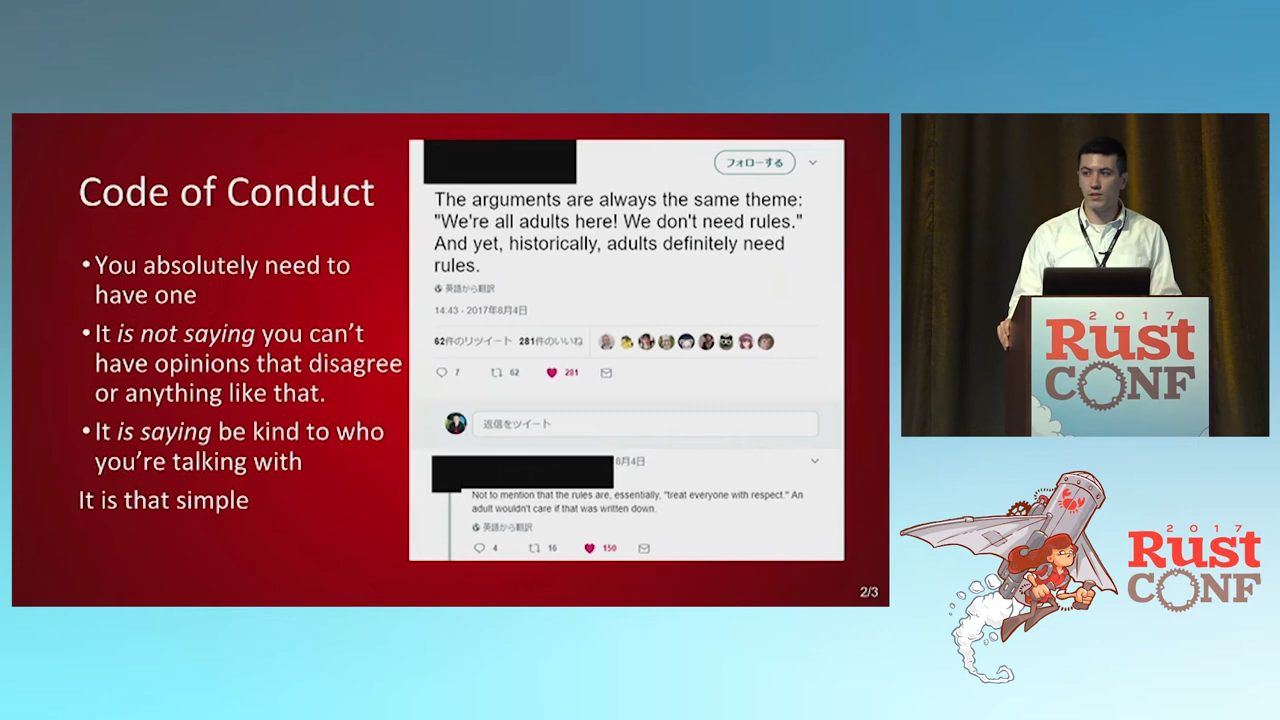 Code of Conduct
•You absolutely need to
have one
•It is not saying you can't
have opinions that disagree
or anything like that.
•It is saying be kind to who
you're talking with
It is that simple
フォローする
The arguments are always the same theme:
"We're all adults here! We don't need rules."
And yet, historically, adults definitely need
rules.
英語から翻訳
14:43 - 2017年8月4日
62件のリツイート 281件のいいね
7 62 281
返信をツイート
8月4日
Not to mention that the rules are, essentially, "treat everyone with respect." An
adult wouldn't care if that was written down.
英語から翻訳
4 16 150
2/3
2017
Rust
CONF
2017
Rust
CONF